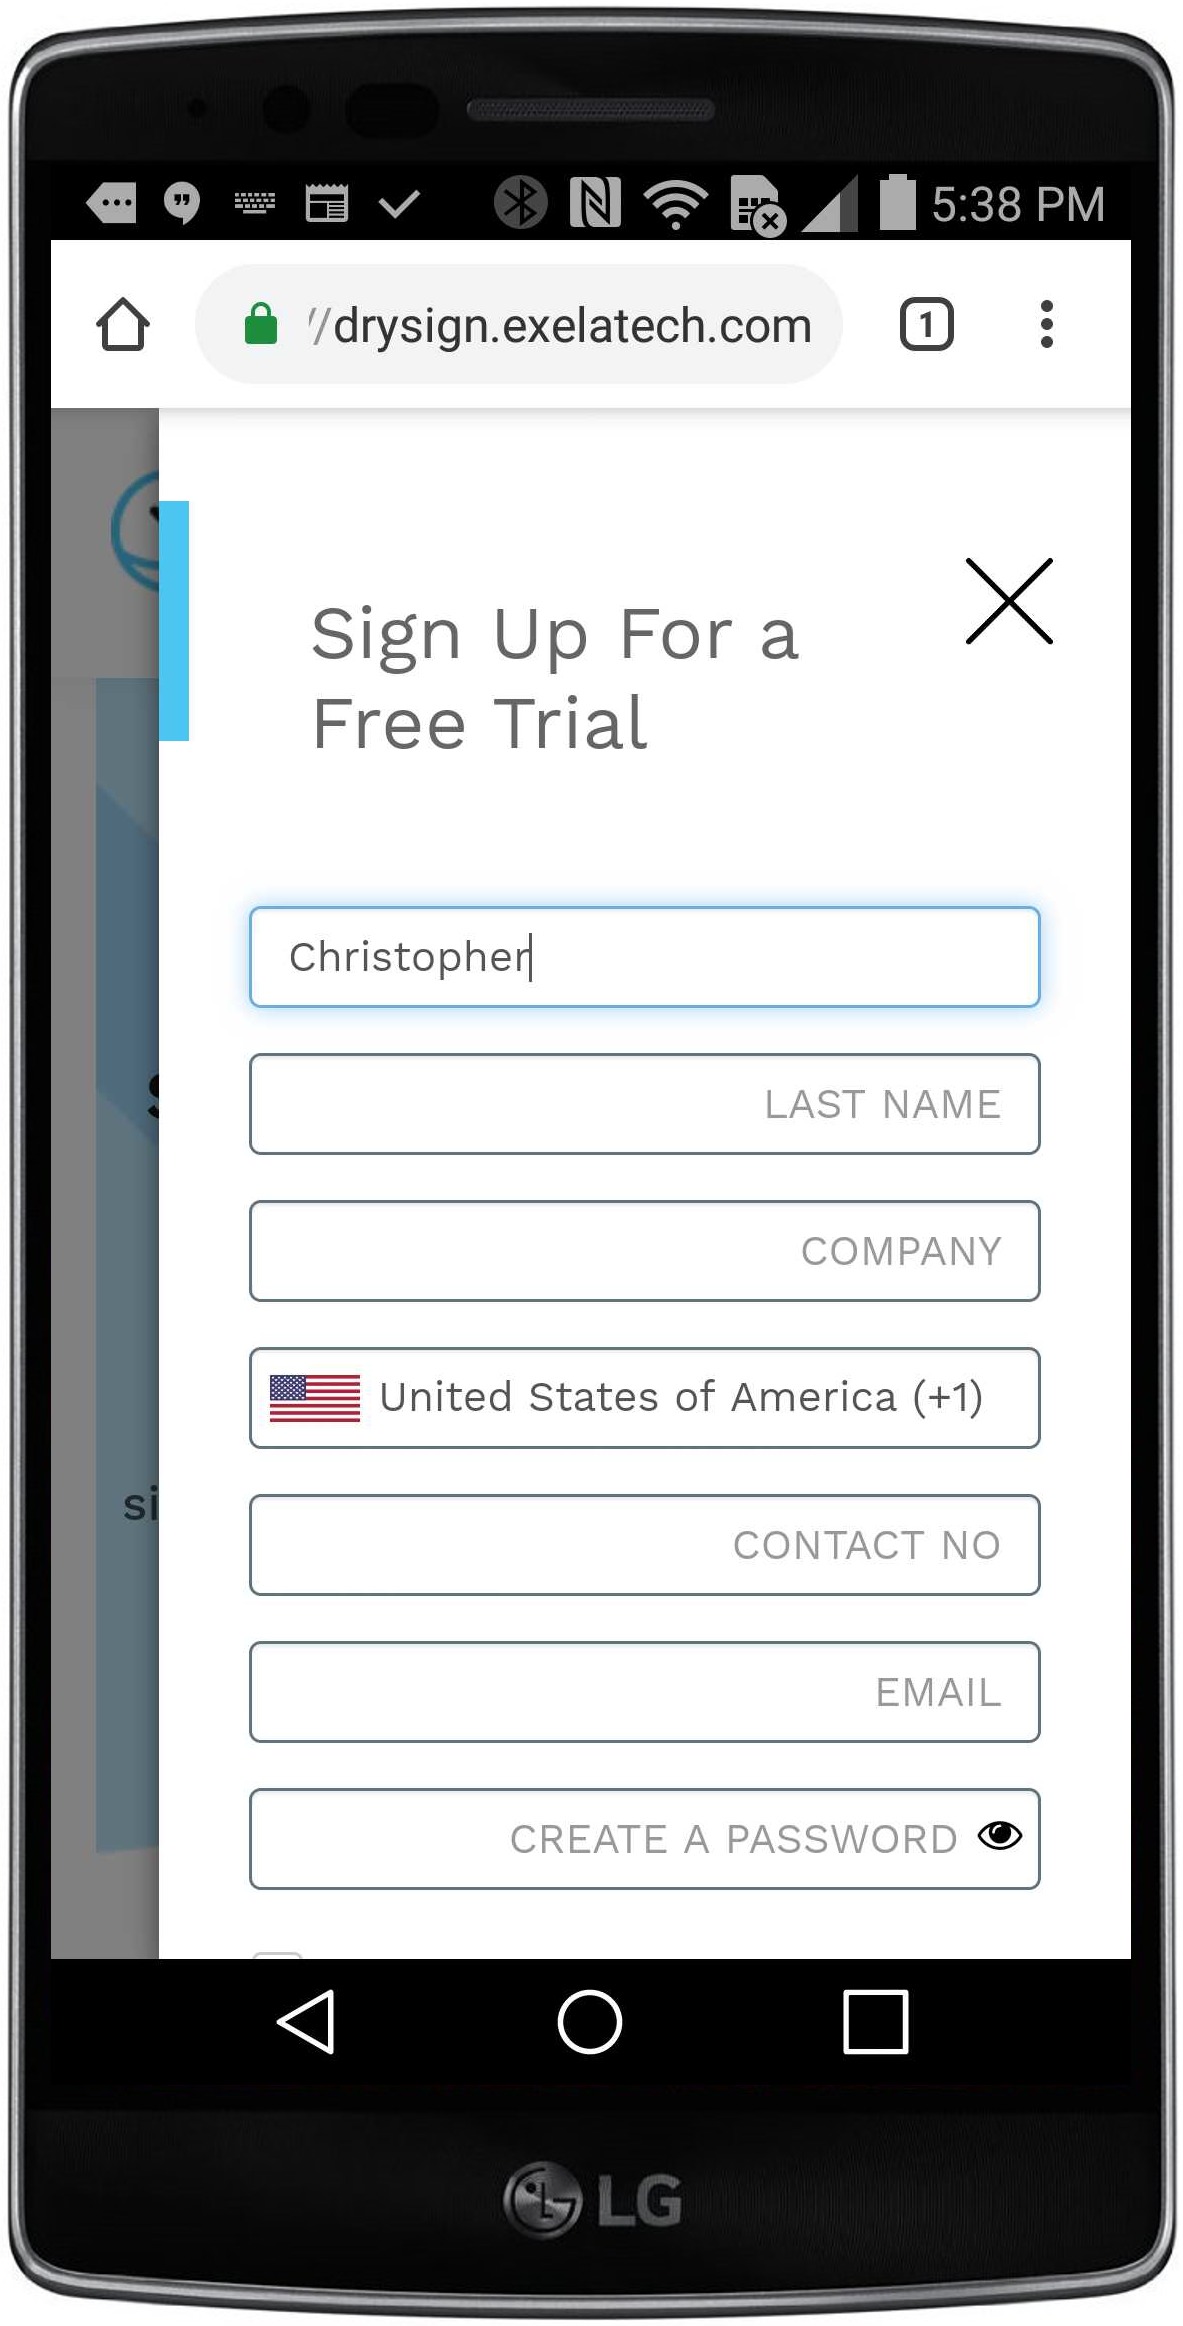 5:38 PM
//drysign.exelatech.com
1
Sign Up For a
Free Trial
Christopher
LAST NAME
COMPANY
United States of America (+1)
si
CONTACT NO
EMAIL
CREATE A PASSWORD
LG